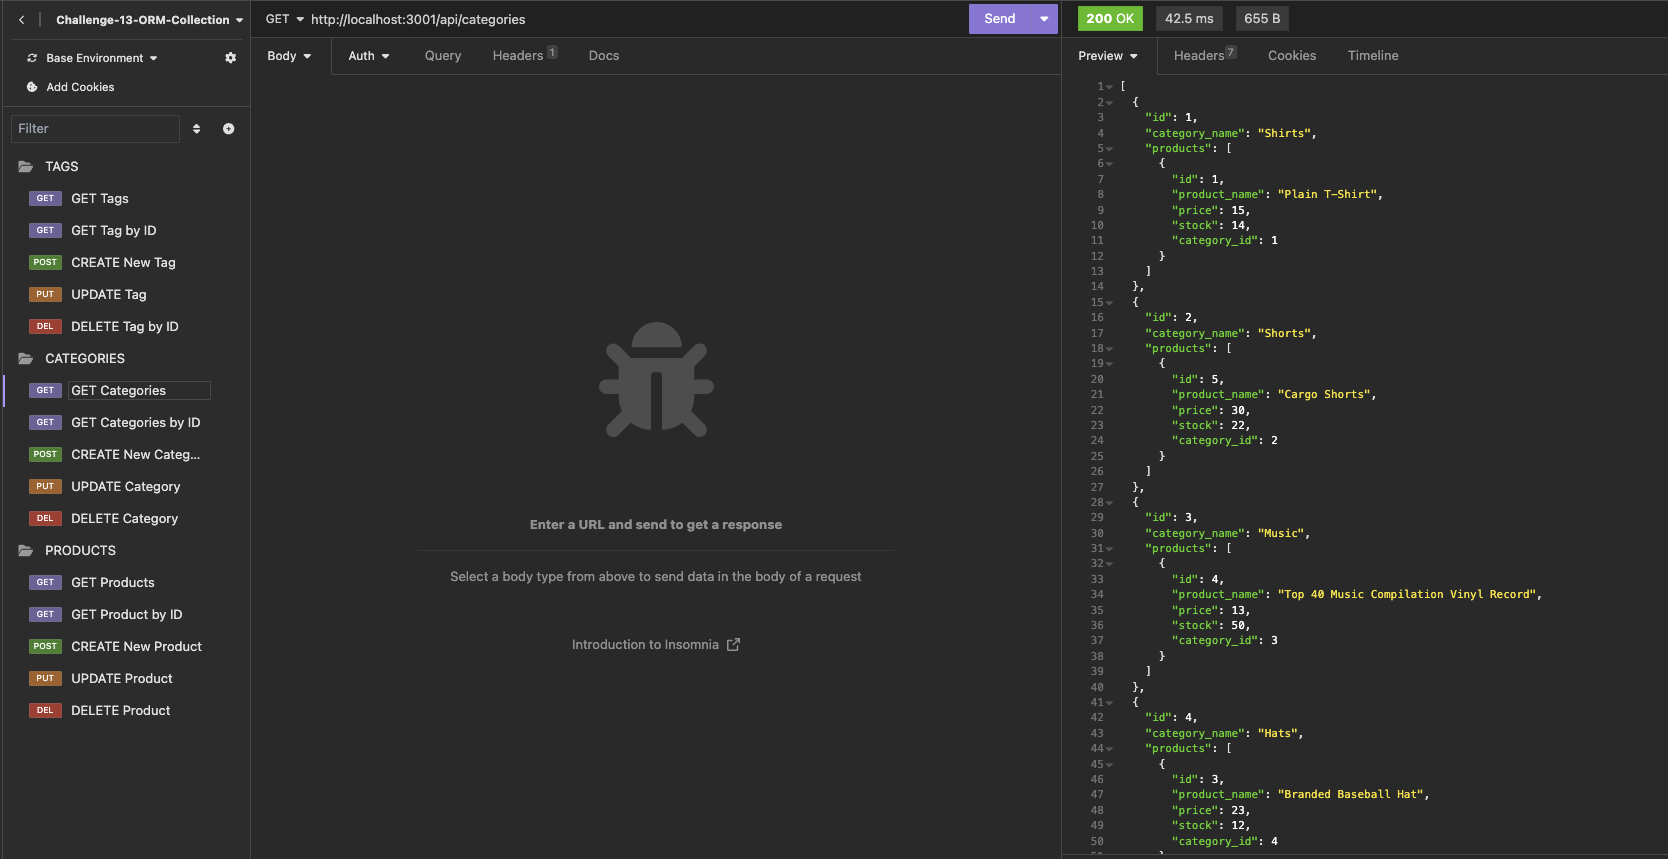 Challenge-13-ORM-Collection
Base Environment
Add Cookies
Filter
TAGS
GET GET Tags
GET GET Tag by ID
POST CREATE New Tag
PUT UPDATE Tag
DEL DELETE Tag by ID
CATEGORIES
GET GET Categories
GET GET Categories by ID
POST CREATE New Categ...
PUT UPDATE Category
DEL DELETE Category
PRODUCTS
GET GET Products
GET GET Product by ID
POST CREATE New Product
PUT UPDATE Product
DEL DELETE Product
GET http://localhost:3001/api/categories Send
Body Auth Query Headers 1 Docs
Enter a URL and send to get a response
Select a body type from above to send data in the body of a request
Introduction to Insomnia
200 OK 42.5 ms 655 B
Preview Headers 7 Cookies Timeline
1 [
2 {
3 "id": 1,
4 "category_name": "Shirts",
5 "products": [
6 {
7 "id": 1,
8 "product_name": "Plain T-Shirt",
9 "price": 15,
10 "stock": 14,
11 "category_id": 1
12 }
13 ]
14 },
15 {
16 "id": 2,
17 "category_name": "Shorts",
18 "products": [
19 {
20 "id": 5,
21 "product_name": "Cargo Shorts",
22 "price": 30,
23 "stock": 22,
24 "category_id": 2
25 }
26 ]
27 },
28 {
29 "id": 3,
30 "category_name": "Music",
31 "products": [
32 {
33 "id": 4,
34 "product_name": "Top 40 Music Compilation Vinyl Record",
35 "price": 13,
36 "stock": 50,
37 "category_id": 3
38 }
39 ]
40 },
41 {
42 "id": 4,
43 "category_name": "Hats",
44 "products": [
45 {
46 "id": 3,
47 "product_name": "Branded Baseball Hat",
48 "price": 23,
49 "stock": 12,
50 "category_id": 4